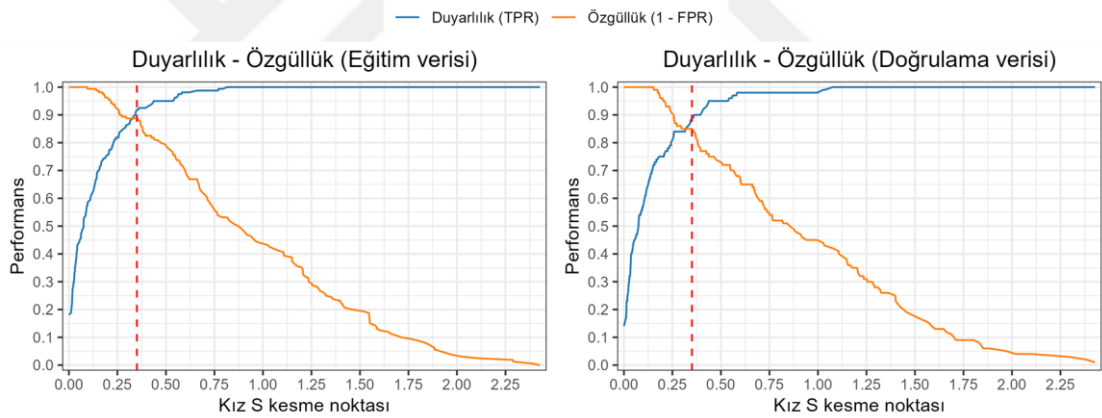 Duyarlılık (TPR) Özgüllük (1 - FPR)
Duyarlılık - Özgüllük (Eğitim verisi)
Performans
1.0
0.9
0.8
0.7
0.6
0.5
0.4
0.3
0.2
0.1
0.0
0.00 0.25 0.50 0.75 1.00 1.25 1.50 1.75 2.00 2.25
Kız S kesme noktası
Duyarlılık - Özgüllük (Doğrulama verisi)
Performans
1.0
0.9
0.8
0.7
0.6
0.5
0.4
0.3
0.2
0.1
0.0
0.00 0.25 0.50 0.75 1.00 1.25 1.50 1.75 2.00 2.25
Kız S kesme noktası